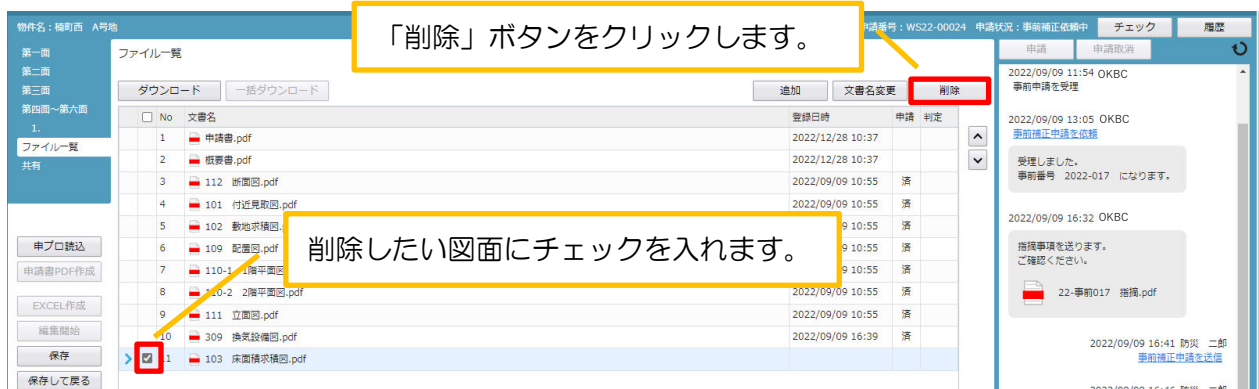 物件名：楠町西　A号地
申請番号：WS22-00024　申請状況：事前補正依頼中
チェック
履歴
「削除」ボタンをクリックします。
第一面
第二面
第三面
第四面～第六面
1.
ファイル一覧
共有
申プロ読込
申請書PDF作成
EXCEL作成
編集開始
保存
保存して戻る
ファイル一覧
ダウンロード
一括ダウンロード
追加
文書名変更
削除
No 文書名 登録日時 申請 判定
1 申請書.pdf 2022/12/28 10:37
2 概要書.pdf 2022/12/28 10:37
3 112 断面図.pdf 2022/09/09 10:55 済
4 101 付近見取図.pdf 2022/09/09 10:55 済
5 102 敷地求積図. 9 10:55 済
6 109 配置図.pdf 9 10:55 済
7 110-1 1階平面図 9 10:55 済
8 110-2 2階平面図.pdf 2022/09/09 10:55 済
9 111 立面図.pdf 2022/09/09 10:55 済
10 309 換気設備図.pdf 2022/09/09 16:39 済
11 103 床面積求積図.pdf
削除したい図面にチェックを入れます。
申請
申請取消
2022/09/09 11:54 OKBC
事前申請を受理
2022/09/09 13:05 OKBC
事前補正申請を依頼
受理しました。
事前番号 2022-017 になります。
2022/09/09 16:32 OKBC
指摘事項を送ります。
ご確認ください。
22-事前017 指摘.pdf
2022/09/09 16:41 防災 二郎
事前補正申請を送信
2022/09/09 16:46 防災 二郎